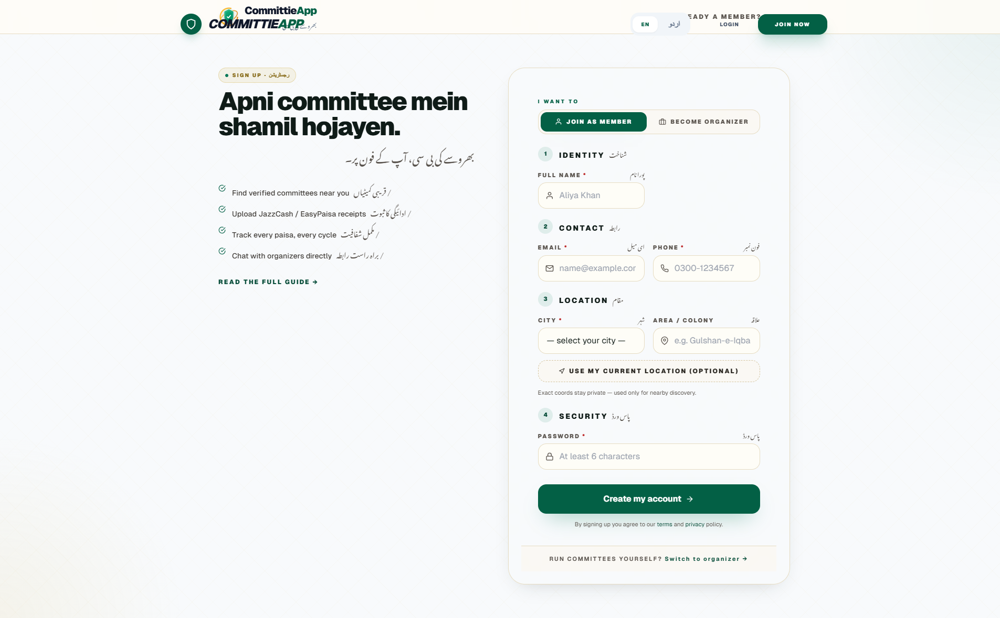 CommittieApp
COMMITTIEAPP
EN
اردو
EADY A MEMBER?
LOGIN
JOIN NOW
SIGN UP · رجسٹریشن
Apni committee mein
shamil hojayen.
بھروسے کی بی سی، آپ کے فون پر۔
Find verified committees near you / قریبی کمیٹیاں
Upload JazzCash / EasyPaisa receipts / ادائیگی کا ثبوت
Track every paisa, every cycle / مکمل شفافیت
Chat with organizers directly / براہ راست رابطہ
READ THE FULL GUIDE →
I WANT TO
JOIN AS MEMBER
BECOME ORGANIZER
1 IDENTITY شناخت
FULL NAME • پورا نام
Aliya Khan
2 CONTACT رابطہ
EMAIL • ای میل
PHONE • فون نمبر
name@example.cor
0300-1234567
3 LOCATION مقام
CITY • شہر
AREA / COLONY علاقہ
— select your city —
e.g. Gulshan-e-Iqba
USE MY CURRENT LOCATION (OPTIONAL)
Exact coords stay private — used only for nearby discovery.
4 SECURITY پاس ورڈ
PASSWORD • پاس ورڈ
At least 6 characters
Create my account →
By signing up you agree to our terms and privacy policy.
RUN COMMITTEES YOURSELF? Switch to organizer →